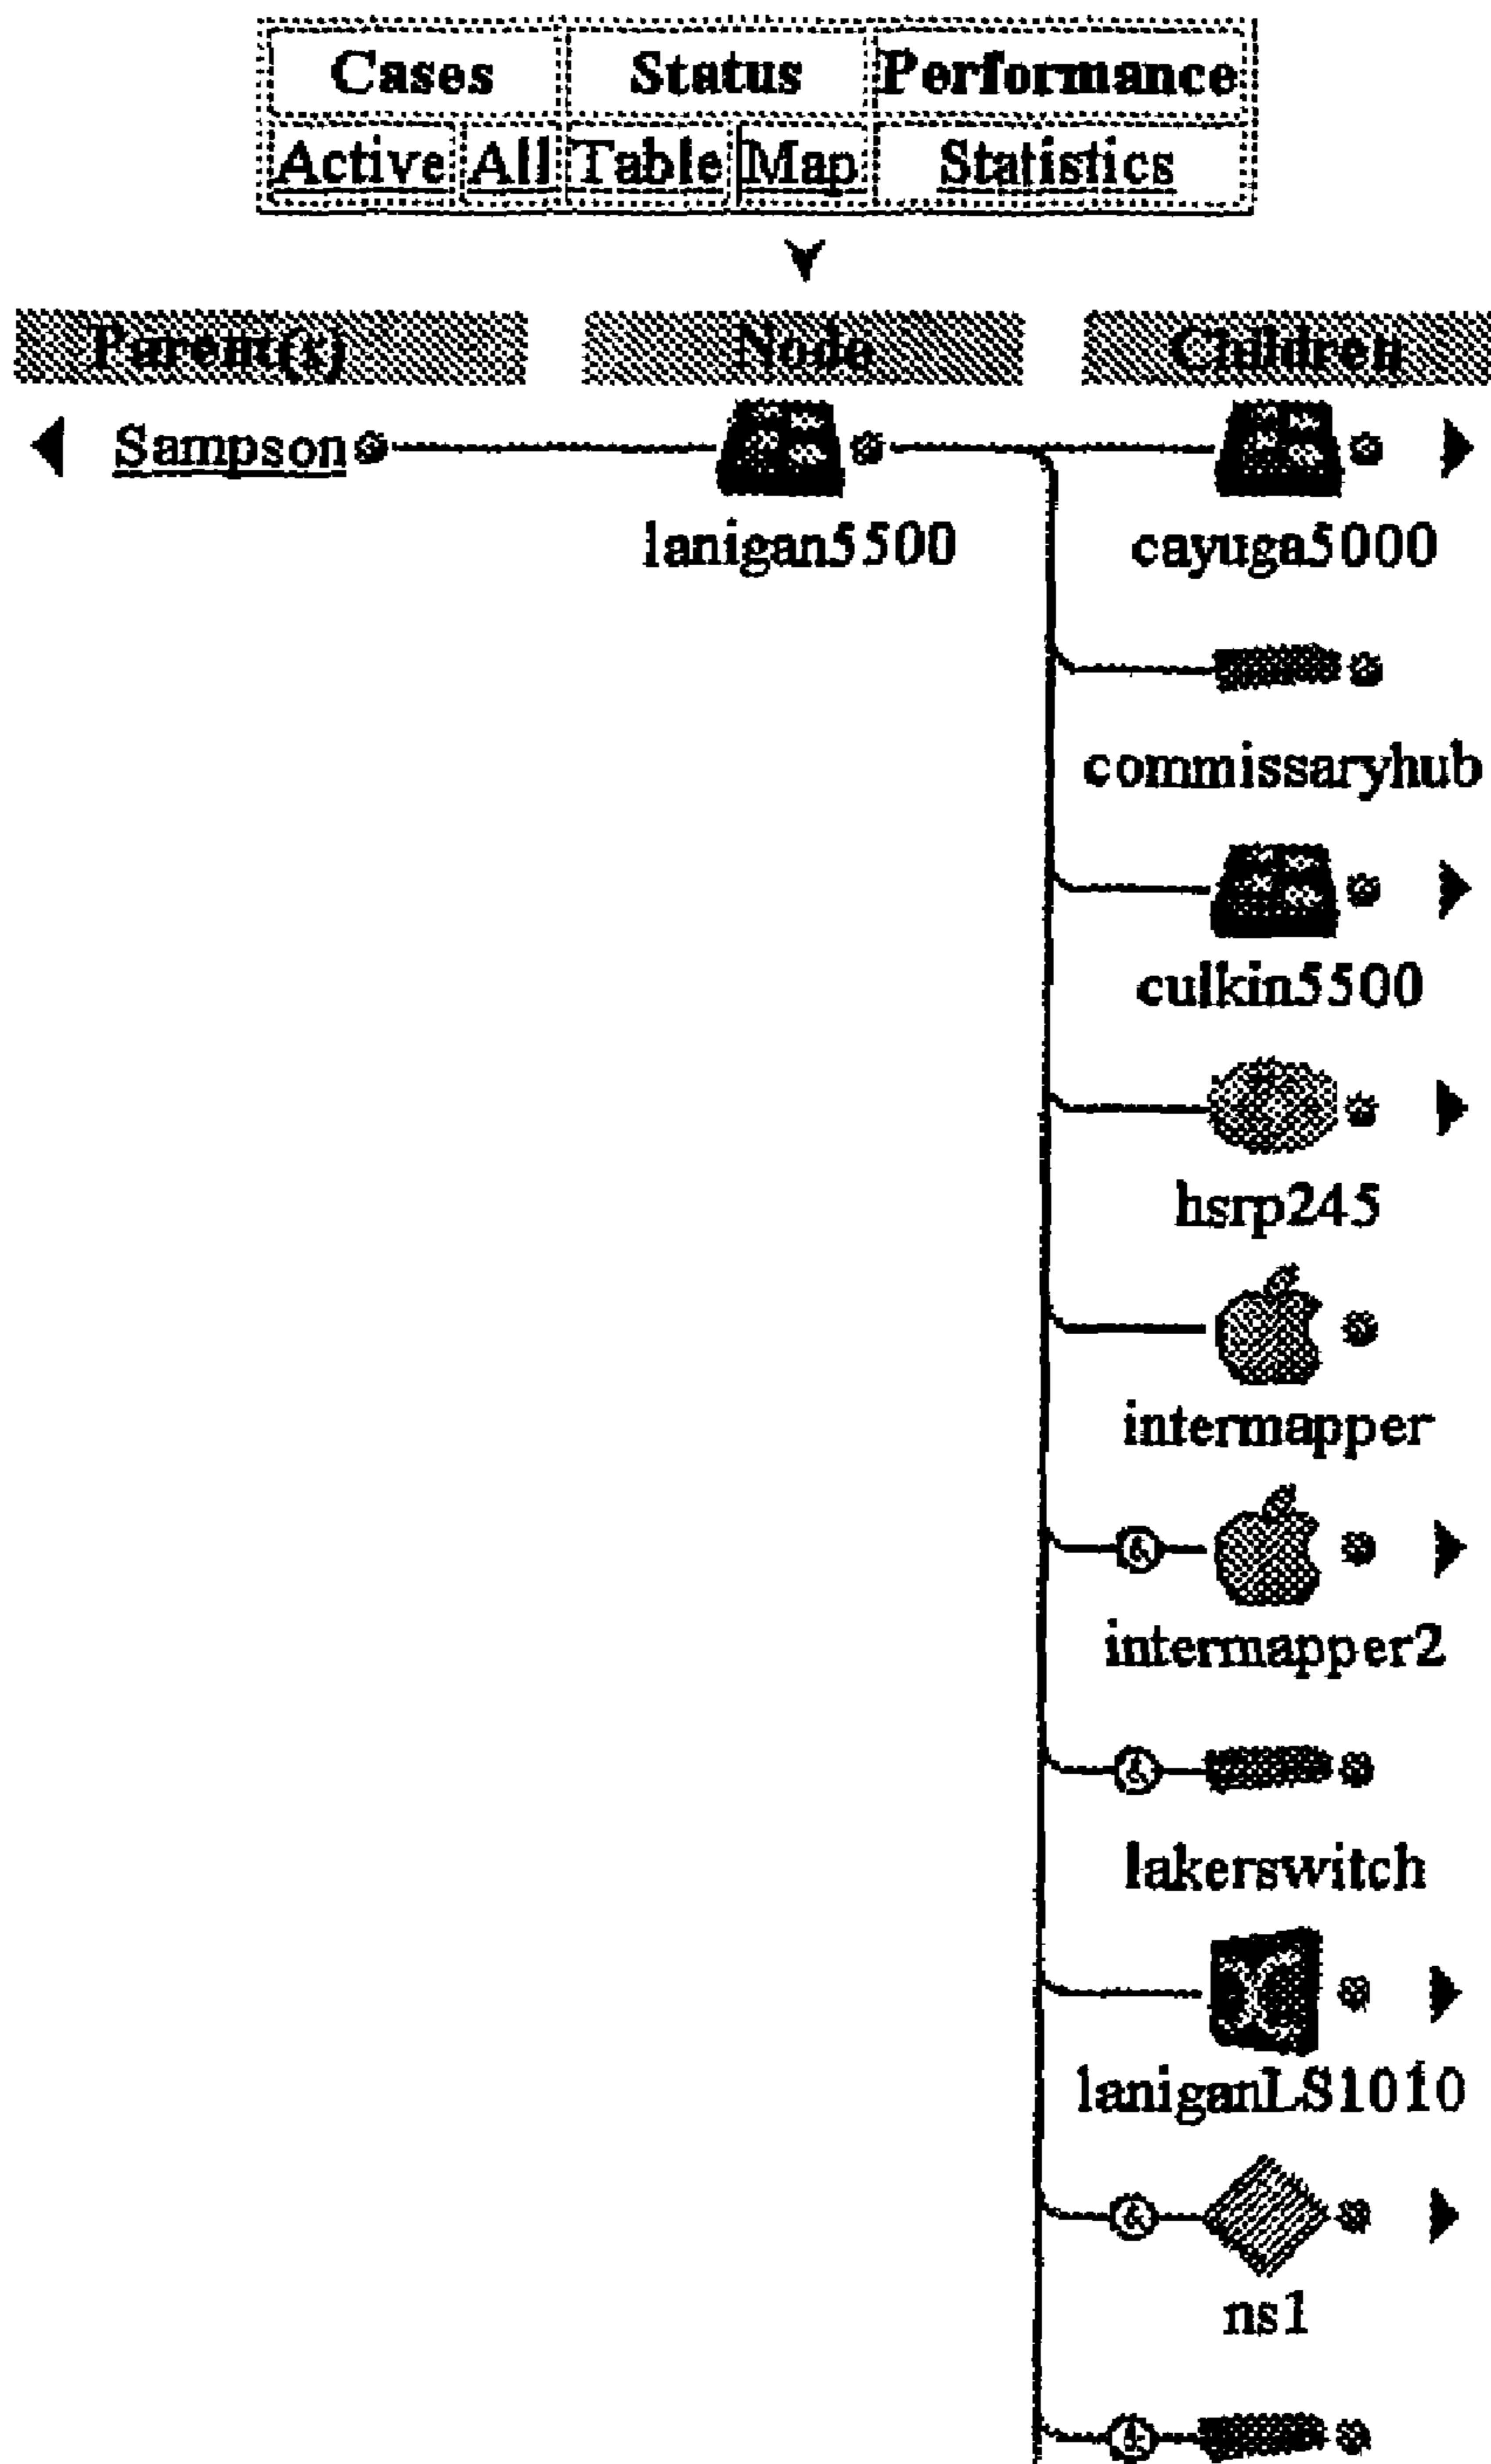 Cases Status Performance
Active All Table Map Statistics
Parent(s) Node Children
Sampson
lanigan5500 cayuga5000
commissaryhub
culkin5500
hsrp245
intermapper
&
intermapper2
&
lakerswitch
laniganLS1010
&
ns1
&